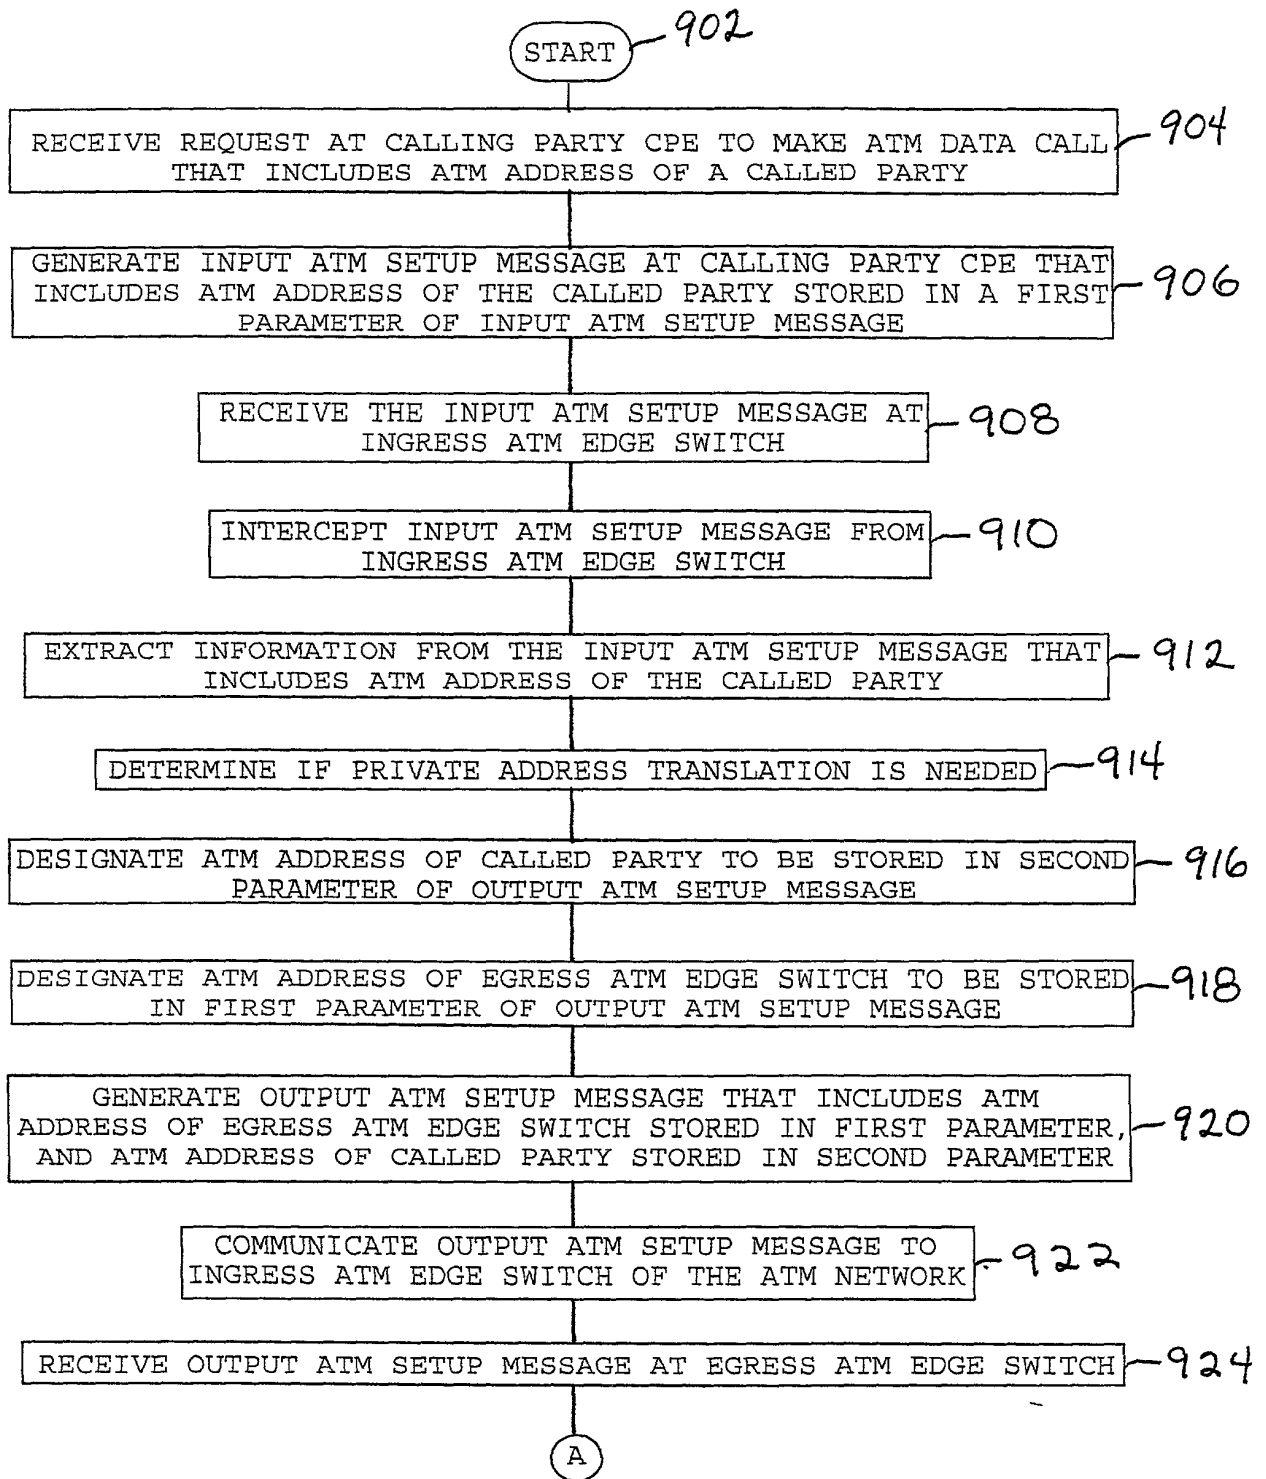 START 902
RECEIVE REQUEST AT CALLING PARTY CPE TO MAKE ATM DATA CALL 904
THAT INCLUDES ATM ADDRESS OF A CALLED PARTY
GENERATE INPUT ATM SETUP MESSAGE AT CALLING PARTY CPE THAT
INCLUDES ATM ADDRESS OF THE CALLED PARTY STORED IN A FIRST 906
PARAMETER OF INPUT ATM SETUP MESSAGE
RECEIVE THE INPUT ATM SETUP MESSAGE AT 908
INGRESS ATM EDGE SWITCH
INTERCEPT INPUT ATM SETUP MESSAGE FROM 910
INGRESS ATM EDGE SWITCH
EXTRACT INFORMATION FROM THE INPUT ATM SETUP MESSAGE THAT 912
INCLUDES ATM ADDRESS OF THE CALLED PARTY
DETERMINE IF PRIVATE ADDRESS TRANSLATION IS NEEDED 914
DESIGNATE ATM ADDRESS OF CALLED PARTY TO BE STORED IN SECOND 916
PARAMETER OF OUTPUT ATM SETUP MESSAGE
DESIGNATE ATM ADDRESS OF EGRESS ATM EDGE SWITCH TO BE STORED 918
IN FIRST PARAMETER OF OUTPUT ATM SETUP MESSAGE
GENERATE OUTPUT ATM SETUP MESSAGE THAT INCLUDES ATM
ADDRESS OF EGRESS ATM EDGE SWITCH STORED IN FIRST PARAMETER, 920
AND ATM ADDRESS OF CALLED PARTY STORED IN SECOND PARAMETER
COMMUNICATE OUTPUT ATM SETUP MESSAGE TO 922
INGRESS ATM EDGE SWITCH OF THE ATM NETWORK
RECEIVE OUTPUT ATM SETUP MESSAGE AT EGRESS ATM EDGE SWITCH 924
A